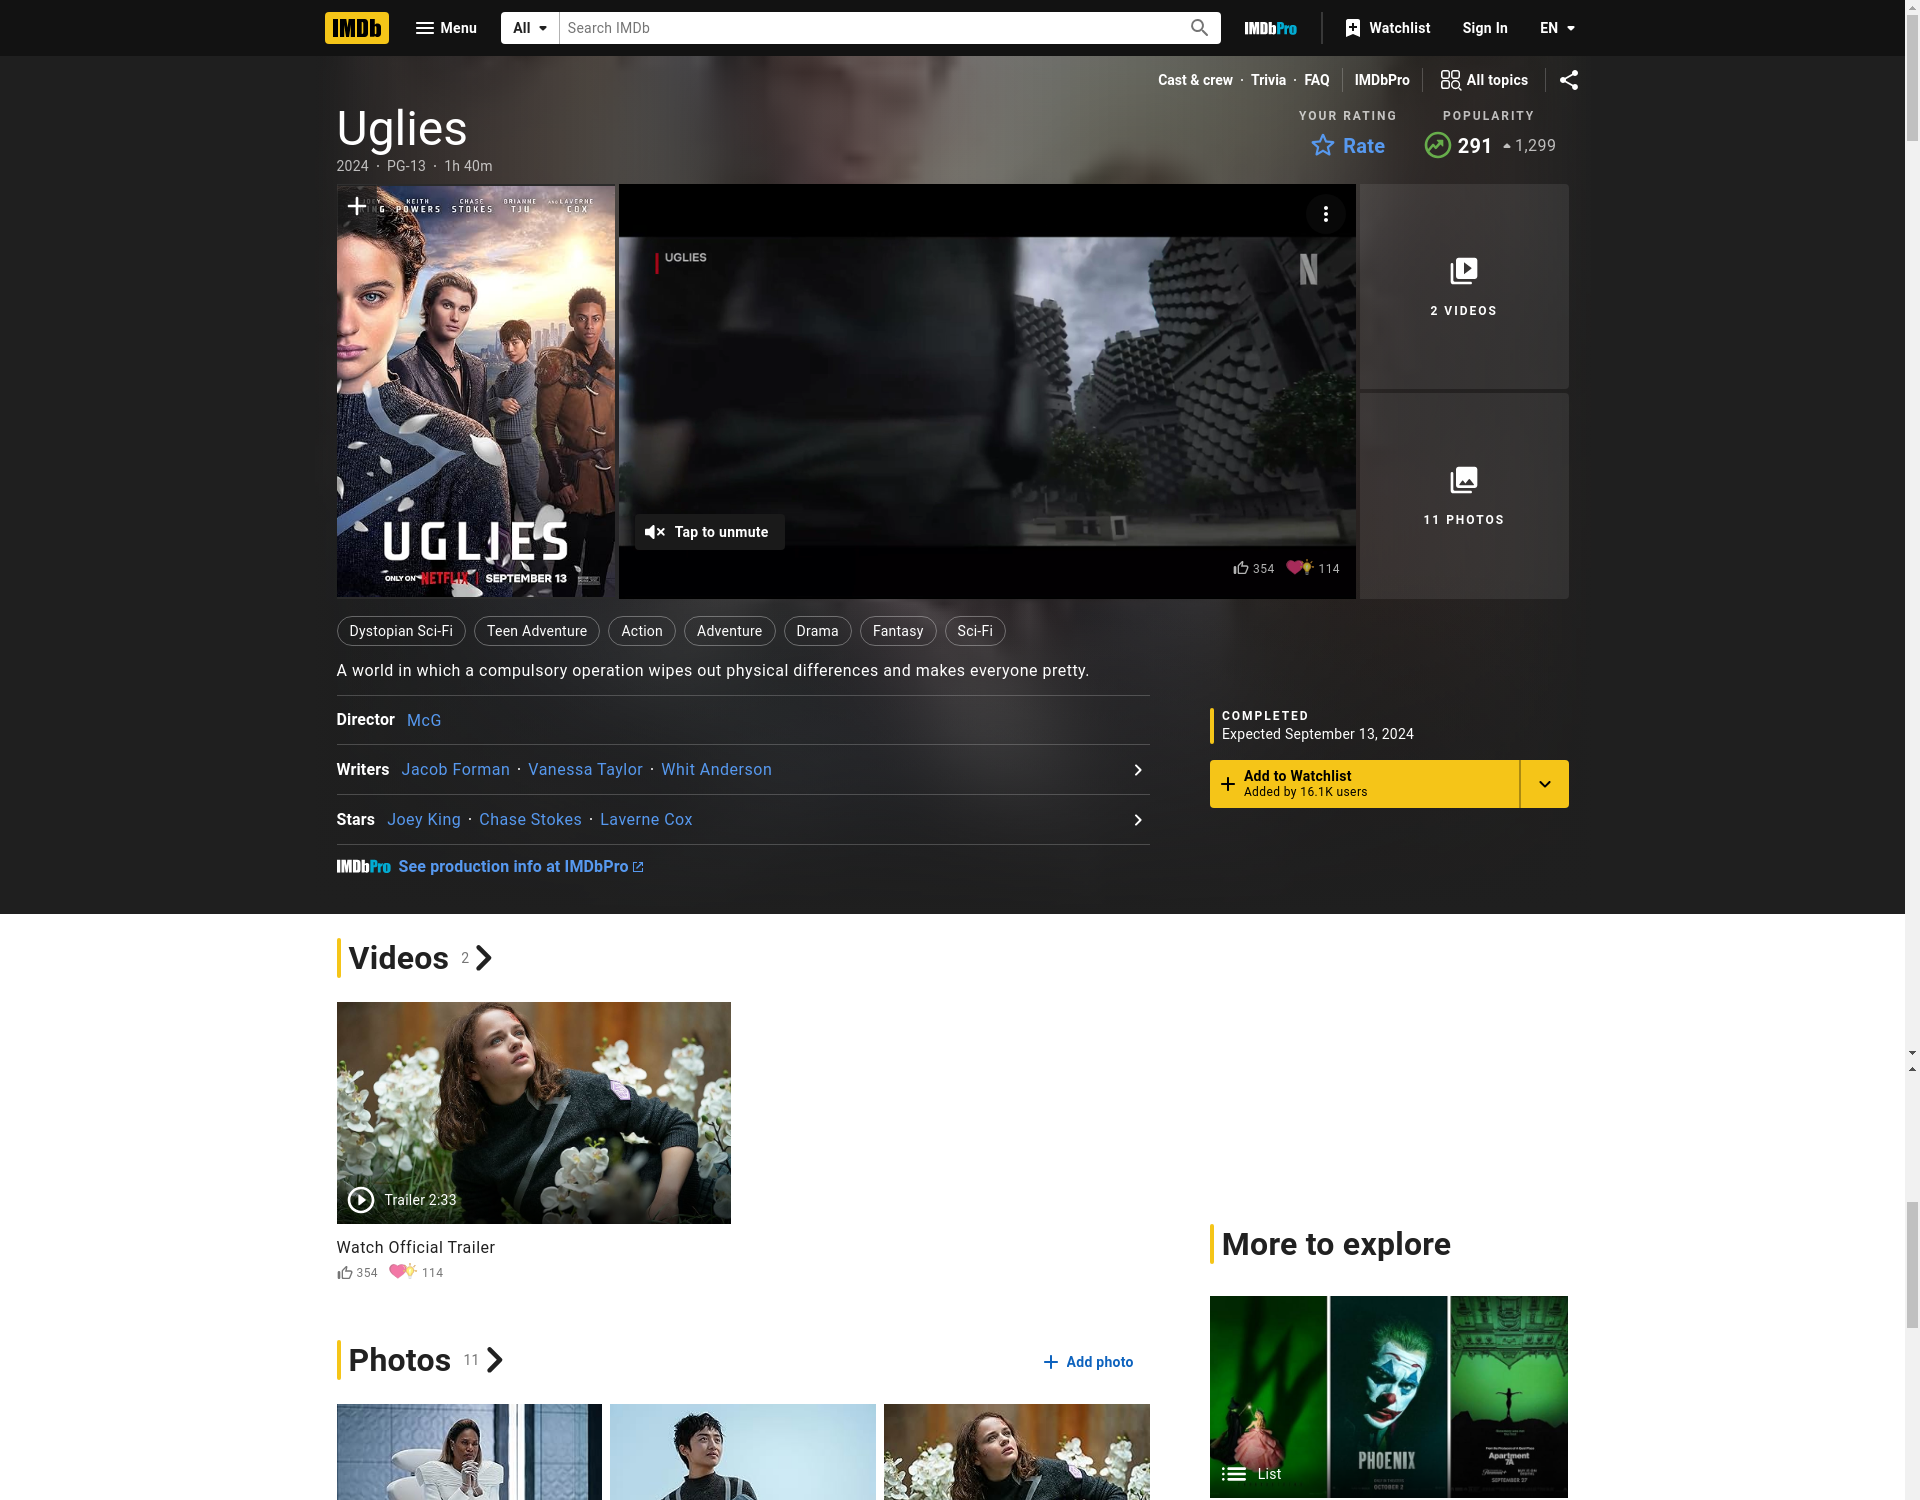 IMDb
Menu
All
Search IMDb
IMDbPro
Watchlist
Sign In
EN
Cast & crew · Trivia · FAQ
IMDbPro
All topics
Uglies
2024 · PG-13 · 1h 40m
YOUR RATING
Rate
POPULARITY
291
1,299
KEITH POWERS
CHASE STOKES
BRIANNE TJU
AND LAVERNE COX
UGLIES
ONLY ON NETFLIX | SEPTEMBER 13
UGLIES
N
Tap to unmute
354
114
2 VIDEOS
11 PHOTOS
Dystopian Sci-Fi
Teen Adventure
Action
Adventure
Drama
Fantasy
Sci-Fi
A world in which a compulsory operation wipes out physical differences and makes everyone pretty.
Director McG
Writers Jacob Forman · Vanessa Taylor · Whit Anderson
Stars Joey King · Chase Stokes · Laverne Cox
IMDbPro See production info at IMDbPro
COMPLETED
Expected September 13, 2024
Add to Watchlist
Added by 16.1K users
Videos 2
Trailer 2:33
Watch Official Trailer
354
114
Photos 11
Add photo
More to explore
PHOENIX
OCTOBER 2
Apartment 7A
SEPTEMBER 27
List